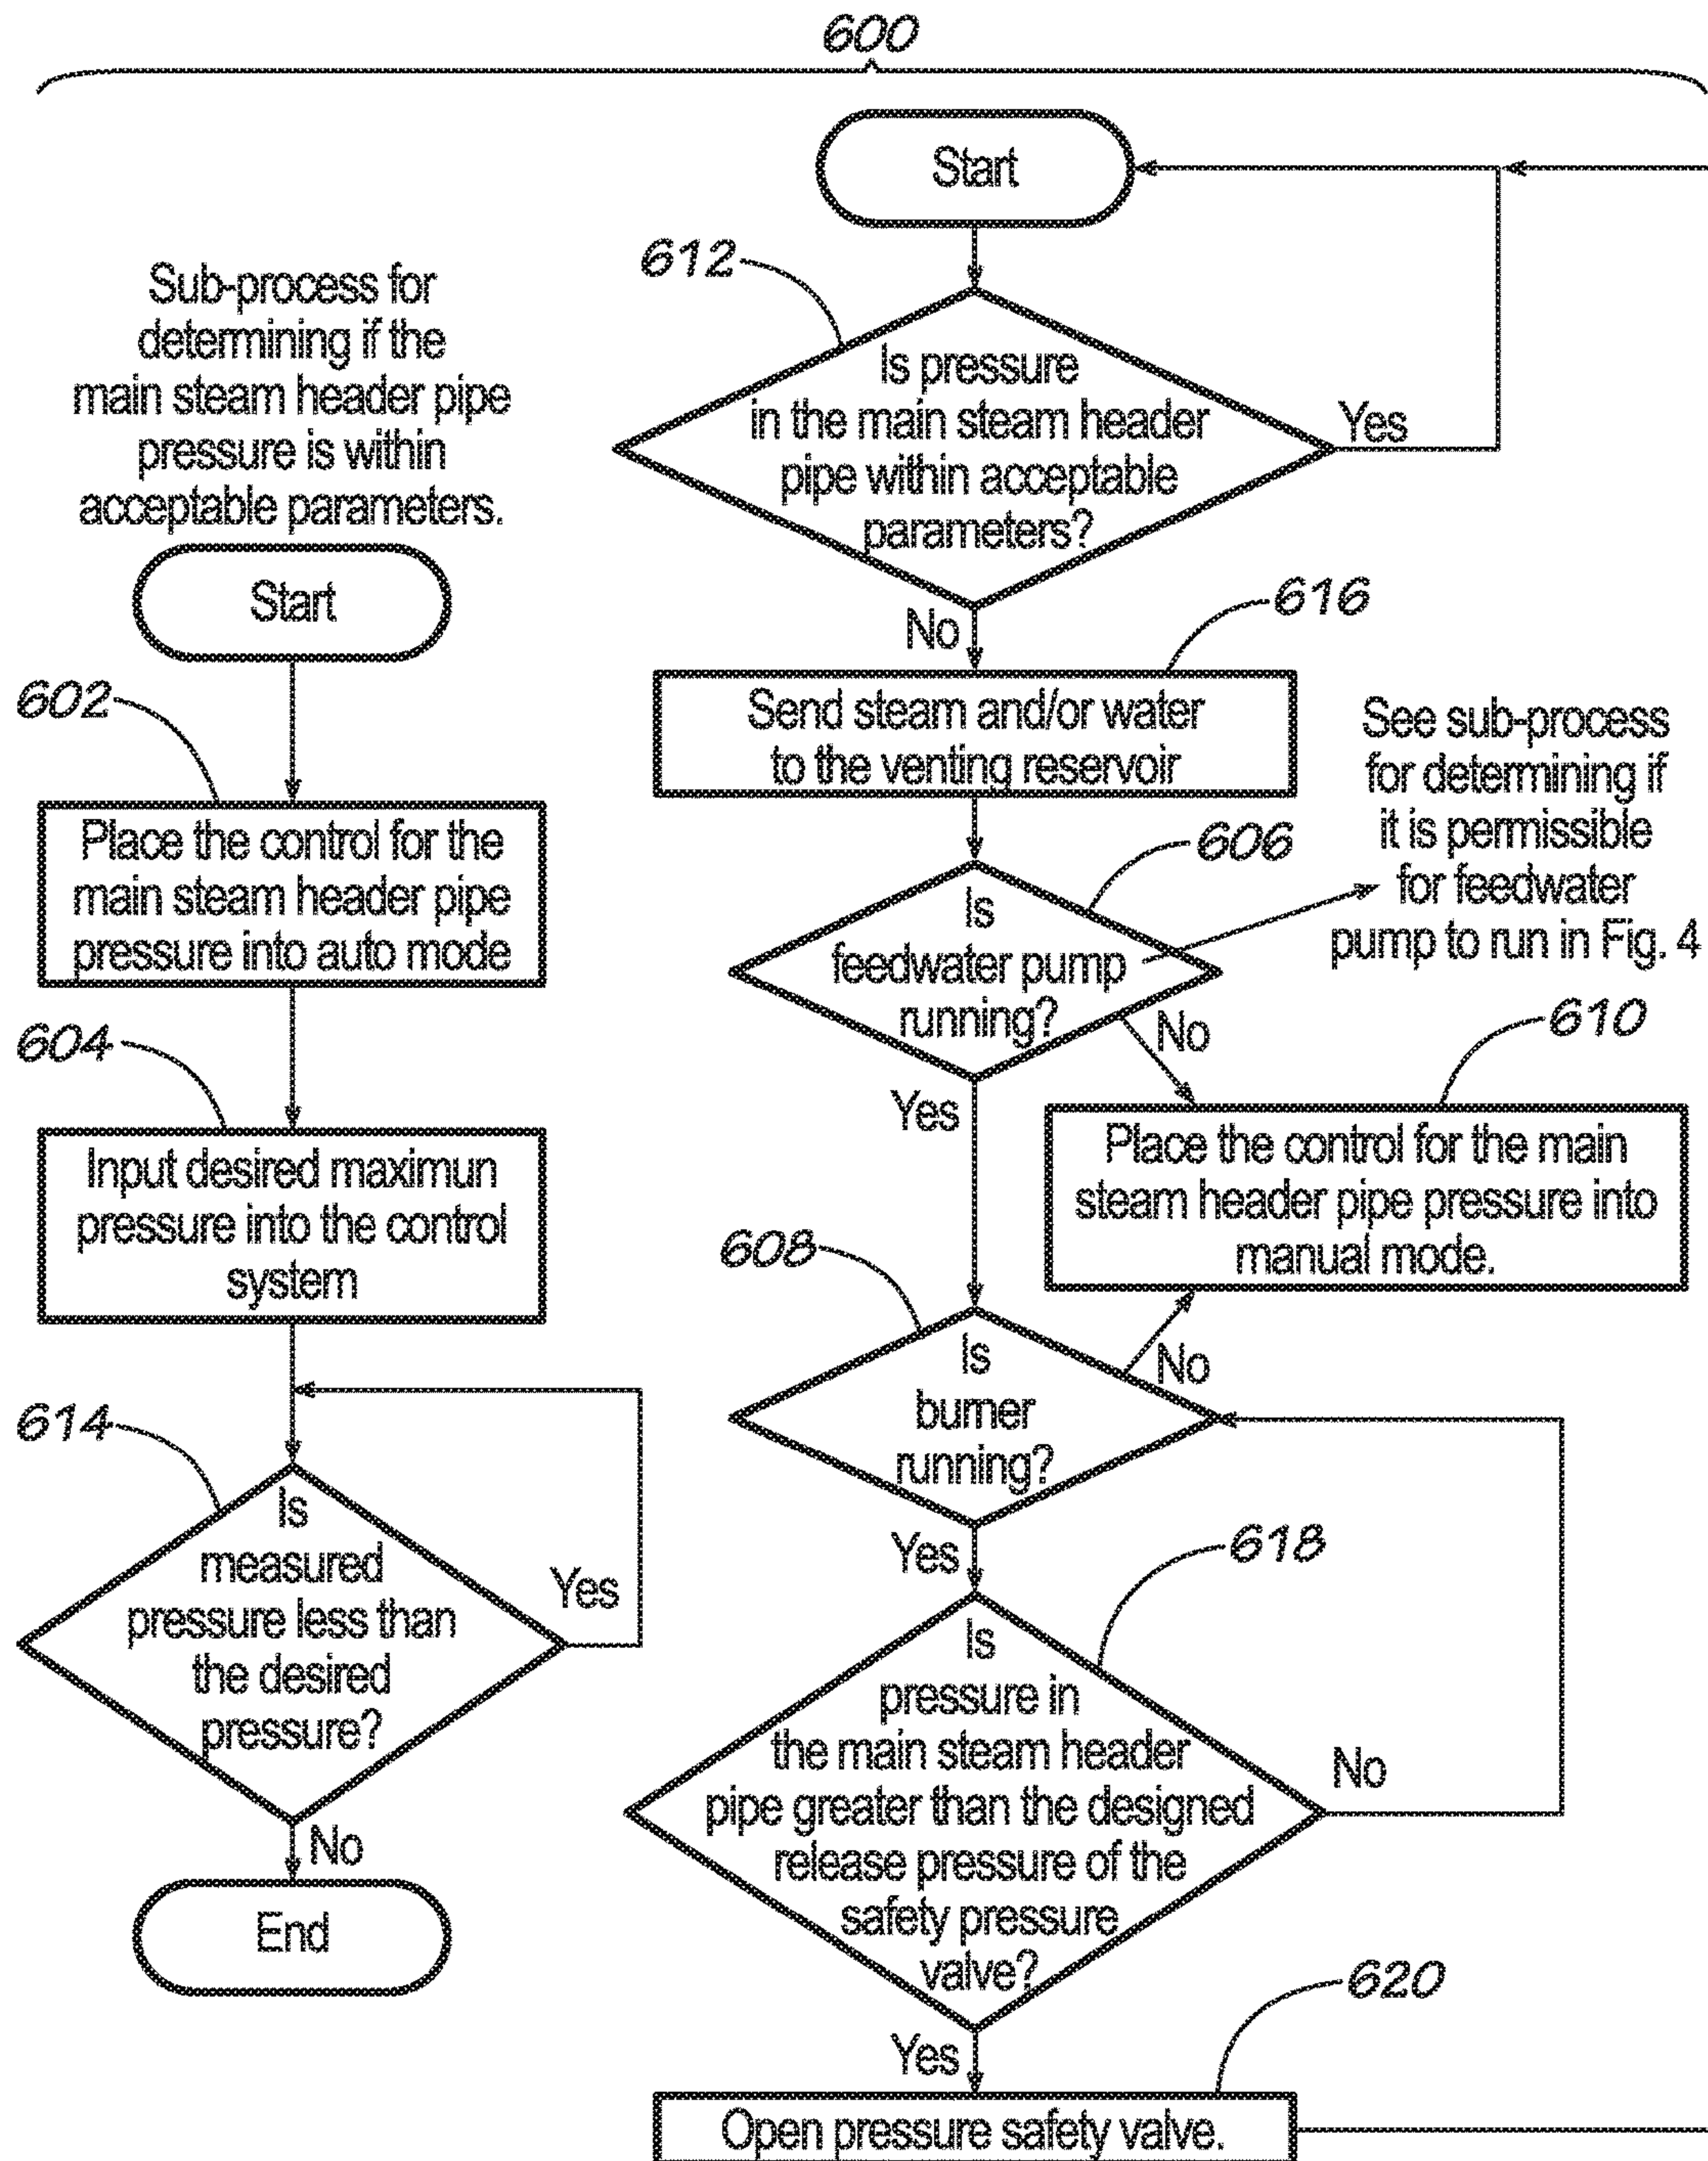 600
Sub-process for
determining if the
main steam header pipe
pressure is within
acceptable parameters.
Start
602
Place the control for the
main steam header pipe
pressure into auto mode
604
Input desired maximun
pressure into the control
system
614
Is
measured
pressure less than
the desired
pressure?
Yes
No
End
Start
612
Is pressure
in the main steam header
pipe within acceptable
parameters?
Yes
No
616
Send steam and/or water
to the venting reservoir
606
Is
feedwater pump
running?
See sub-process
for determining if
it is permissible
for feedwater
pump to run in Fig. 4
No
Yes
610
Place the control for the main
steam header pipe pressure into
manual mode.
608
Is
burner
running?
No
Yes
618
Is
pressure in
the main steam header
pipe greater than the designed
release pressure of the
safety pressure
valve?
No
Yes
620
Open pressure safety valve.